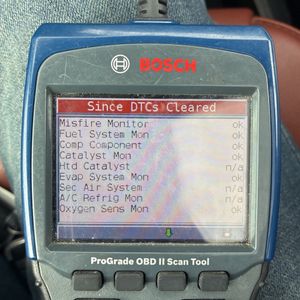 BOSCH
Since DTCs Cleared
Misfire Monitor ok
Fuel System Mon ok
Comp Component ok
Catalyst Mon ok
Htd Catalyst n/a
Evap System Mon ok
Sec Air System n/a
A/C Refrig Mon n/a
Oxygen Sens Mon ok
ProGrade OBD II Scan Tool